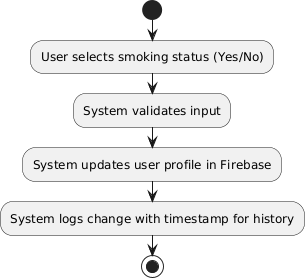 User selects smoking status (Yes/No)
System validates input
System updates user profile in Firebase
System logs change with timestamp for history